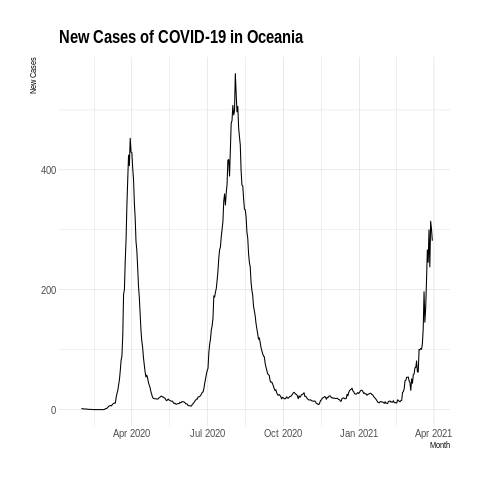 New Cases of COVID-19 in Oceania
New Cases
400
200
0
Apr 2020 Jul 2020 Oct 2020 Jan 2021 Apr 2021
Month